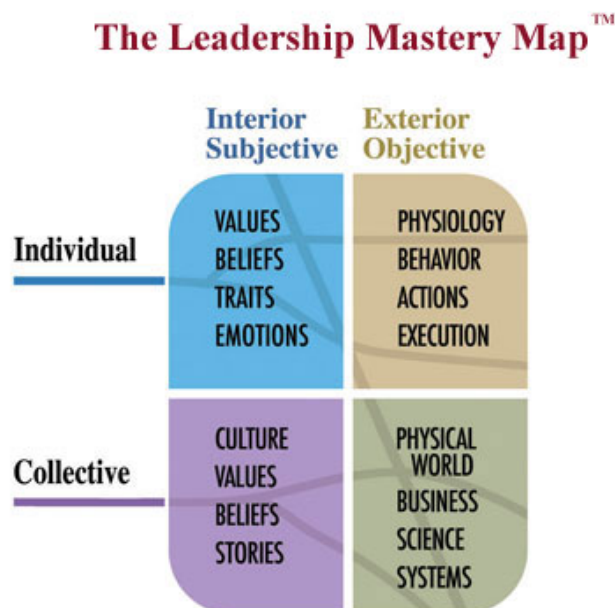 The Leadership Mastery Map™
Interior Exterior
Subjective Objective
Individual
VALUES
BELIEFS
TRAITS
EMOTIONS
PHYSIOLOGY
BEHAVIOR
ACTIONS
EXECUTION
Collective
CULTURE
VALUES
BELIEFS
STORIES
PHYSICAL
WORLD
BUSINESS
SCIENCE
SYSTEMS